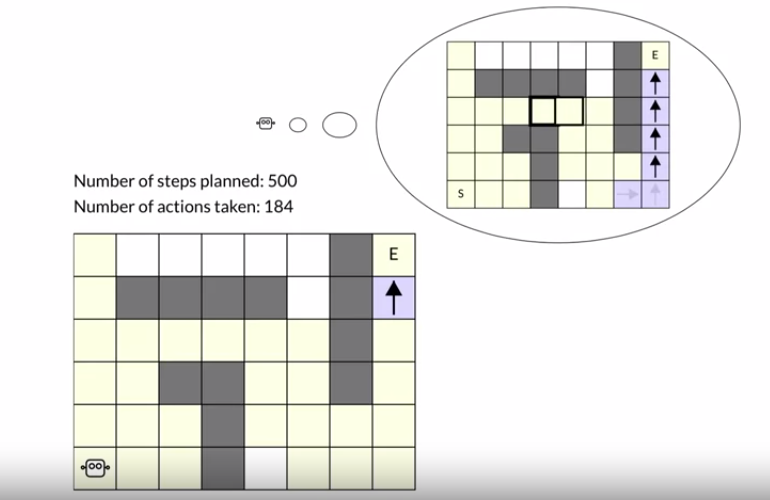 E
S
Number of steps planned: 500
Number of actions taken: 184
E